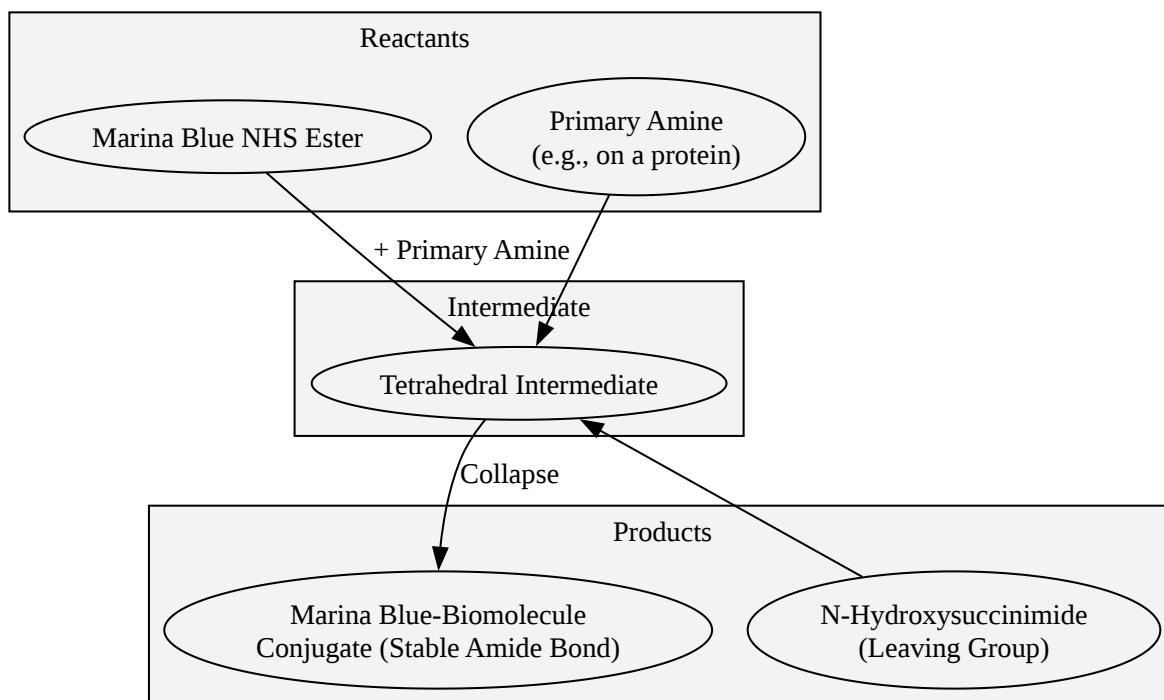 Reactants
Marina Blue NHS Ester
Primary Amine
(e.g., on a protein)
+ Primary Amine
Intermediate
Tetrahedral Intermediate
Collapse
Products
Marina Blue-Biomolecule
Conjugate (Stable Amide Bond)
N-Hydroxysuccinimide
(Leaving Group)